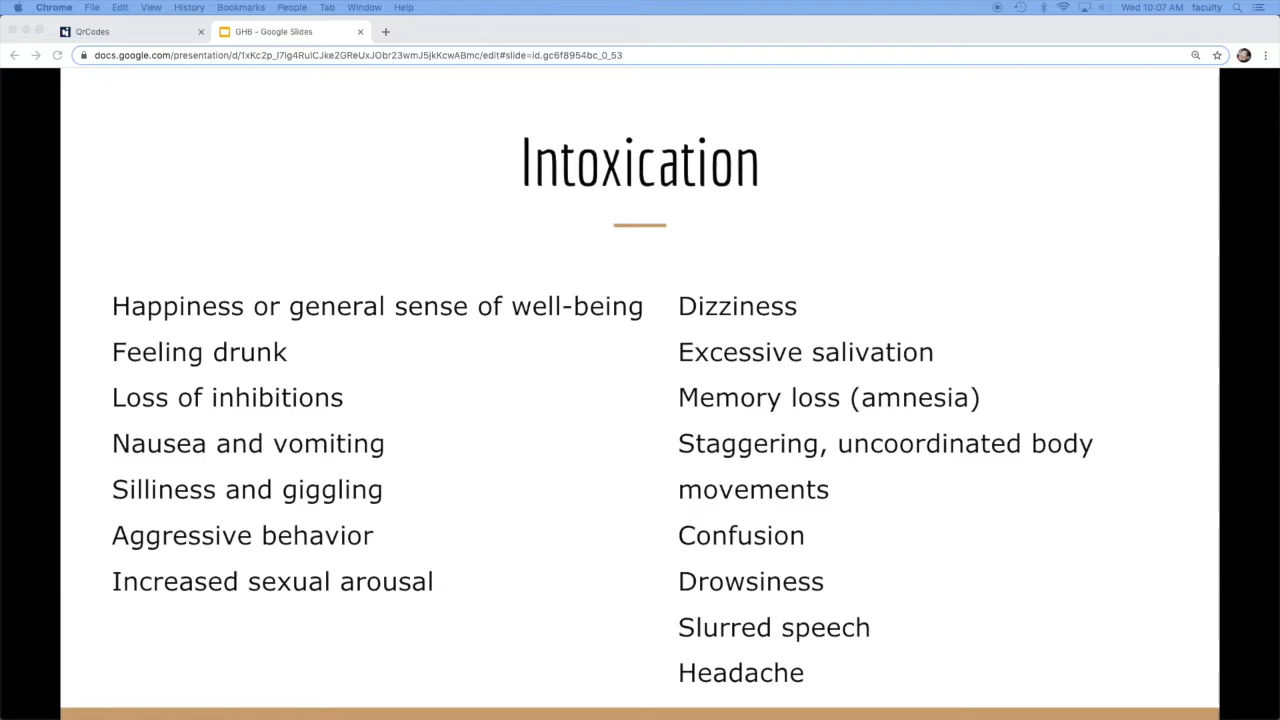 Chrome File Edit View History Bookmarks People Tab Window Help Wed 10:07 AM faculty
QrCodes
GHB - Google Slides
Intoxication
Happiness or general sense of well-being
Feeling drunk
Loss of inhibitions
Nausea and vomiting
Silliness and giggling
Aggressive behavior
Increased sexual arousal
Dizziness
Excessive salivation
Memory loss (amnesia)
Staggering, uncoordinated body
movements
Confusion
Drowsiness
Slurred speech
Headache